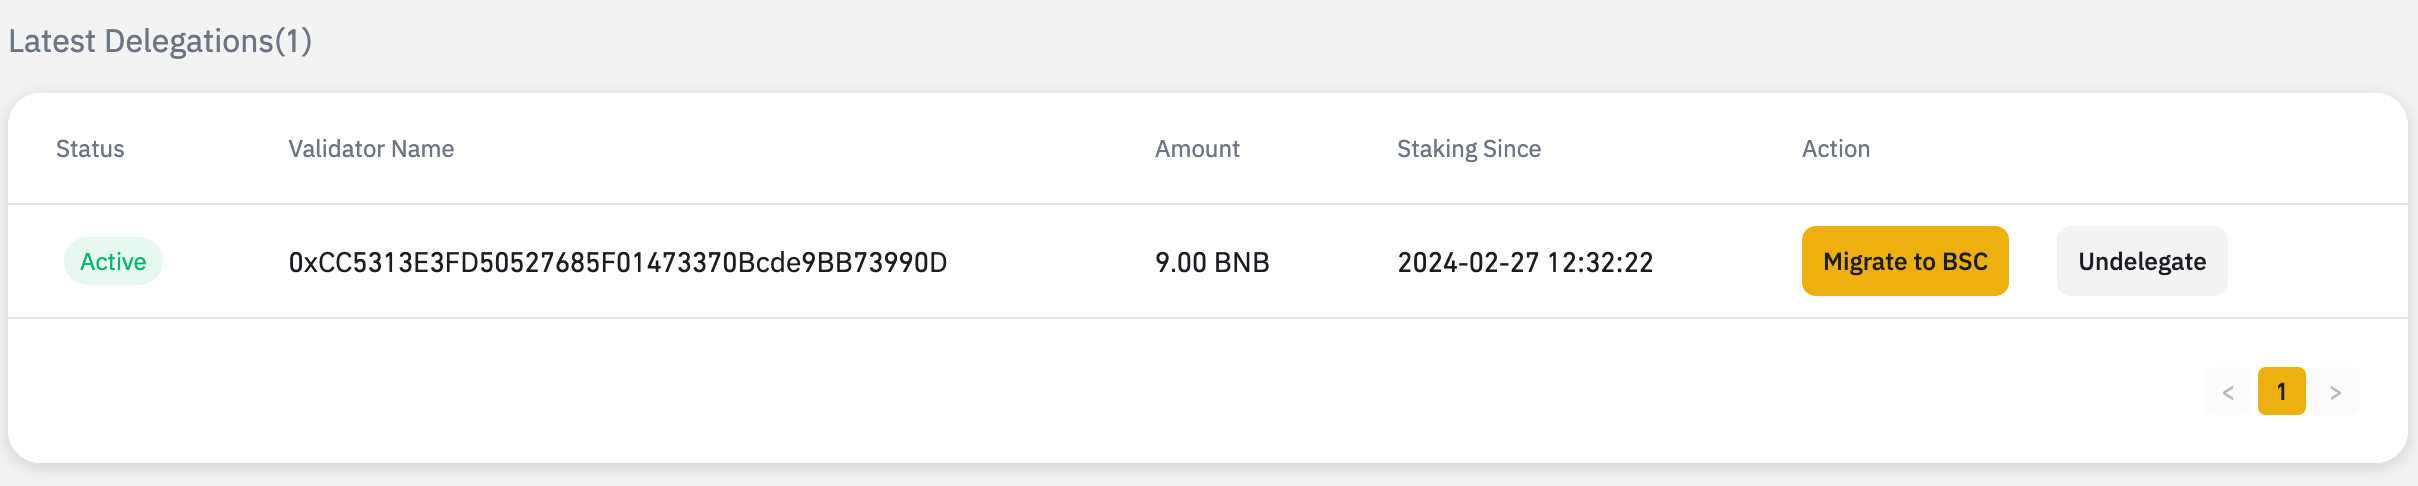 Latest Delegations(1)
Status Validator Name Amount Staking Since Action
Active 0xCC5313E3FD50527685F01473370Bcde9BB73990D 9.00 BNB 2024-02-27 12:32:22 Migrate to BSC Undelegate
< 1 >